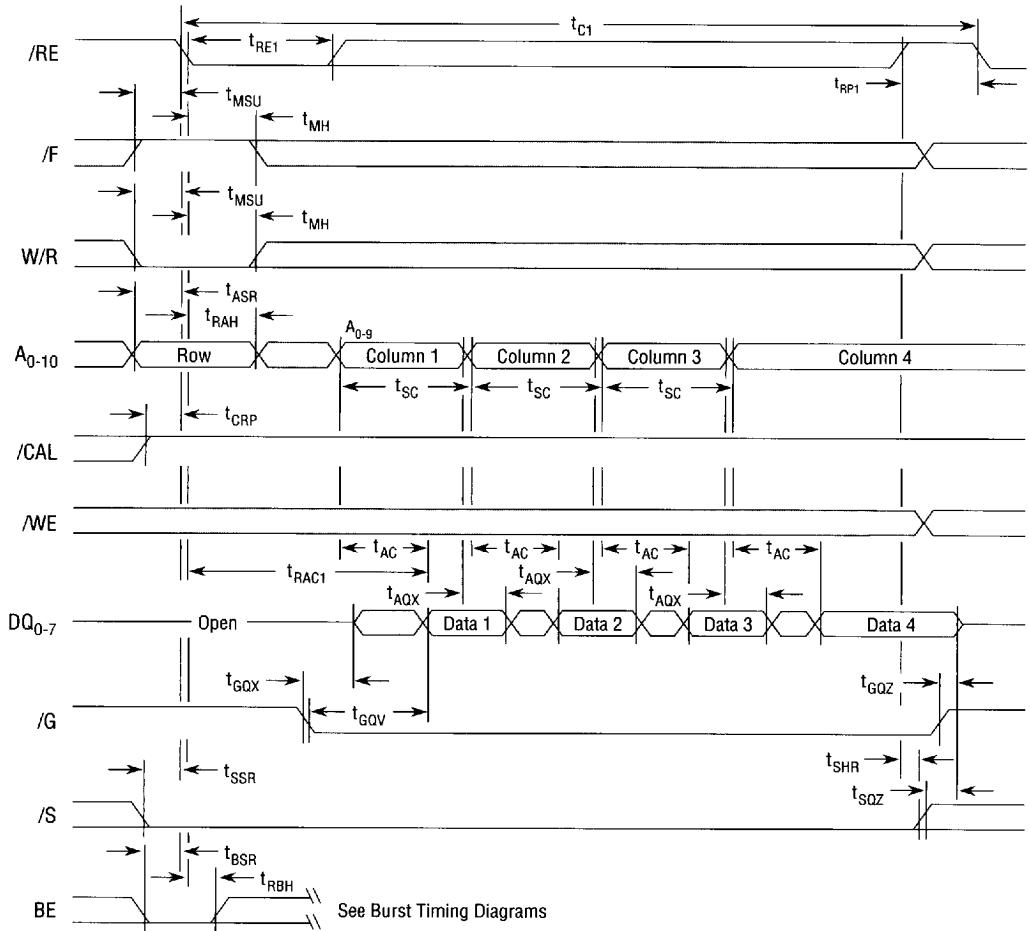 tC1
tRE1
/RE
tRP1
tMSU
tMH
/F
tMSU
tMH
W/R
tASR
tRAH
A0-9
A0-10 Row Column 1 Column 2 Column 3 Column 4
tSC tSC tSC
tCRP
/CAL
/WE
tAC tAC tAC tAC
tRAC1 tAQX
tAQX tAQX
DQ0-7 Open Data 1 Data 2 Data 3 Data 4
tGQX tGQZ
/G tGQV
tSHR
tSSR
tSQZ
/S
tBSR
tRBH
BE See Burst Timing Diagrams